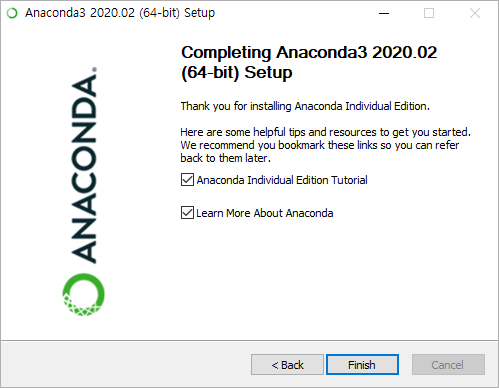 Anaconda3 2020.02 (64-bit) Setup
Completing Anaconda3 2020.02
(64-bit) Setup
Thank you for installing Anaconda Individual Edition.
Here are some helpful tips and resources to get you started.
We recommend you bookmark these links so you can refer
back to them later.
Anaconda Individual Edition Tutorial
Learn More About Anaconda
ANACONDA.
< Back
Finish
Cancel